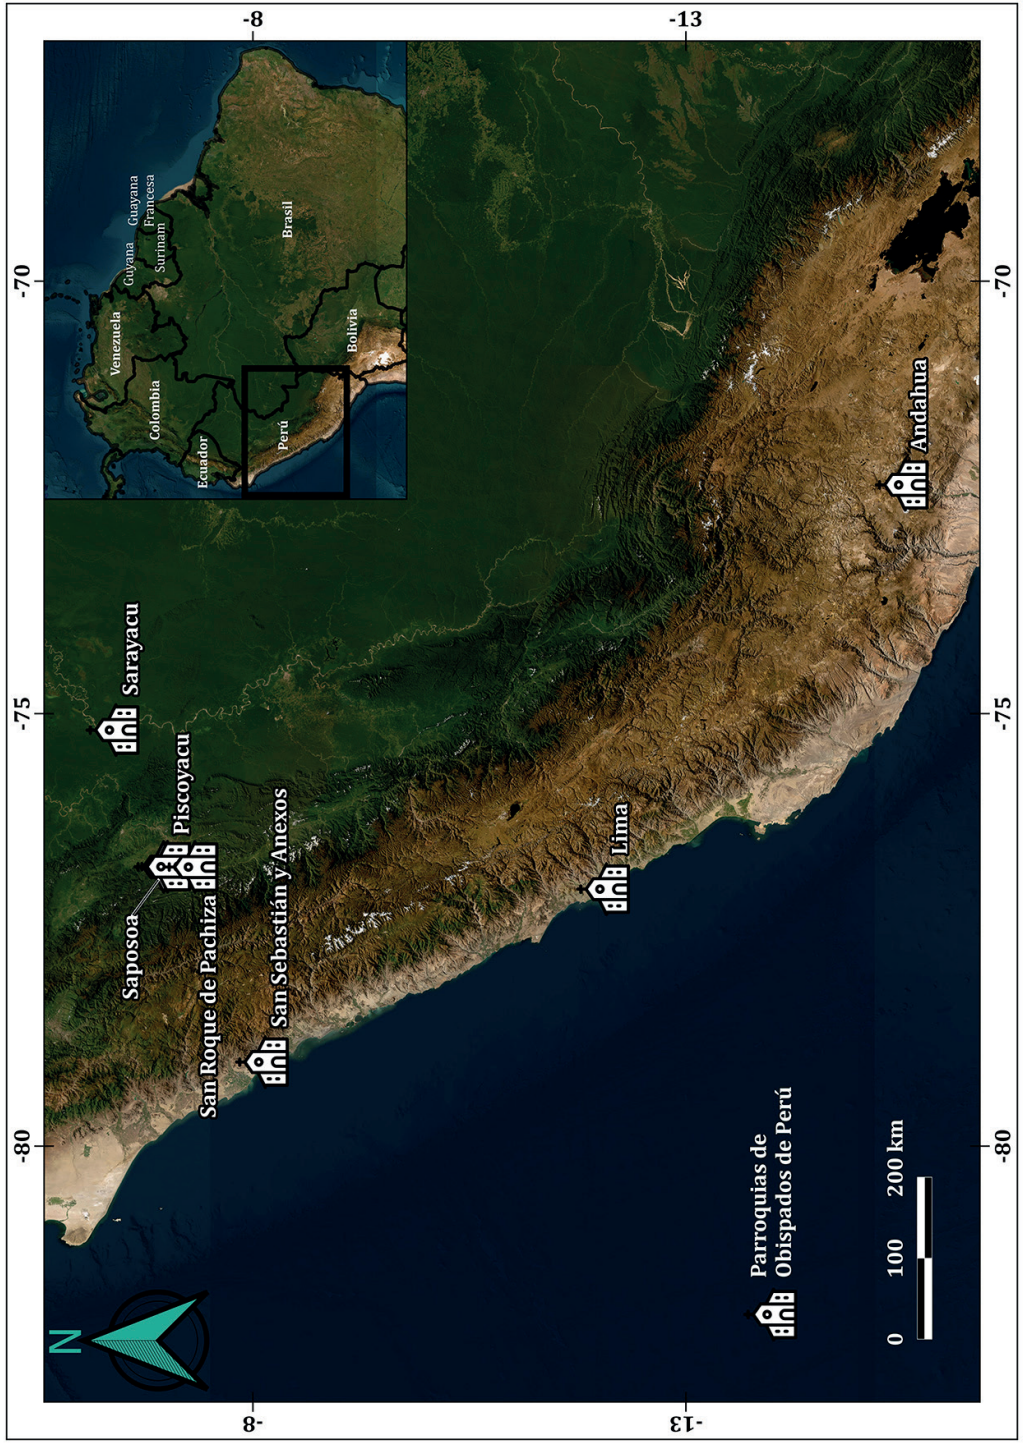 -8
-13
-70
-75
-80
-70
-75
-80
-8
-13
N
Guayana
Francesa
Guyana
Surinam
Venezuela
Colombia
Ecuador
Perú
Brasil
Bolivia
Sarayacu
Piscoyacu
Saposoa
San Roque de Pachiza
San Sebastián y Anexos
Lima
Andahua
Parroquias de
Obispados de Perú
0 100 200 km